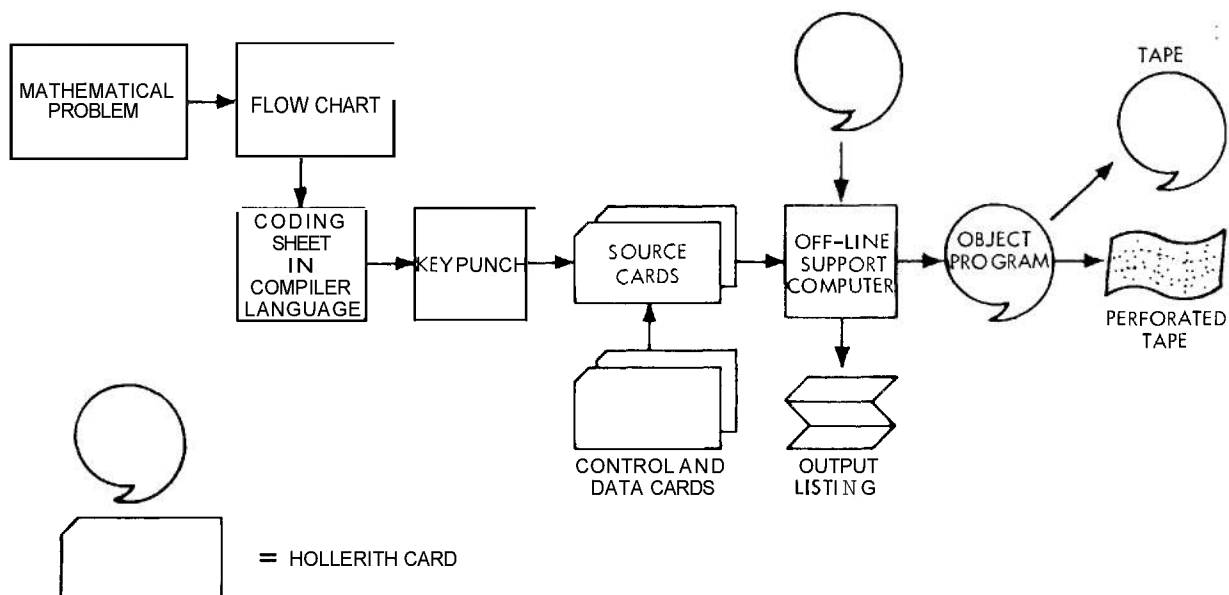 MATHEMATICAL
PROBLEM
FLOW CHART
CODING
SHEET
IN
COMPILER
LANGUAGE
KEYPUNCH
SOURCE
CARDS
CONTROL AND
DATA CARDS
OFF-LINE
SUPPORT
COMPUTER
OUTPUT
LISTING
OBJECT
PROGRAM
TAPE
PERFORATED
TAPE
= HOLLERITH CARD